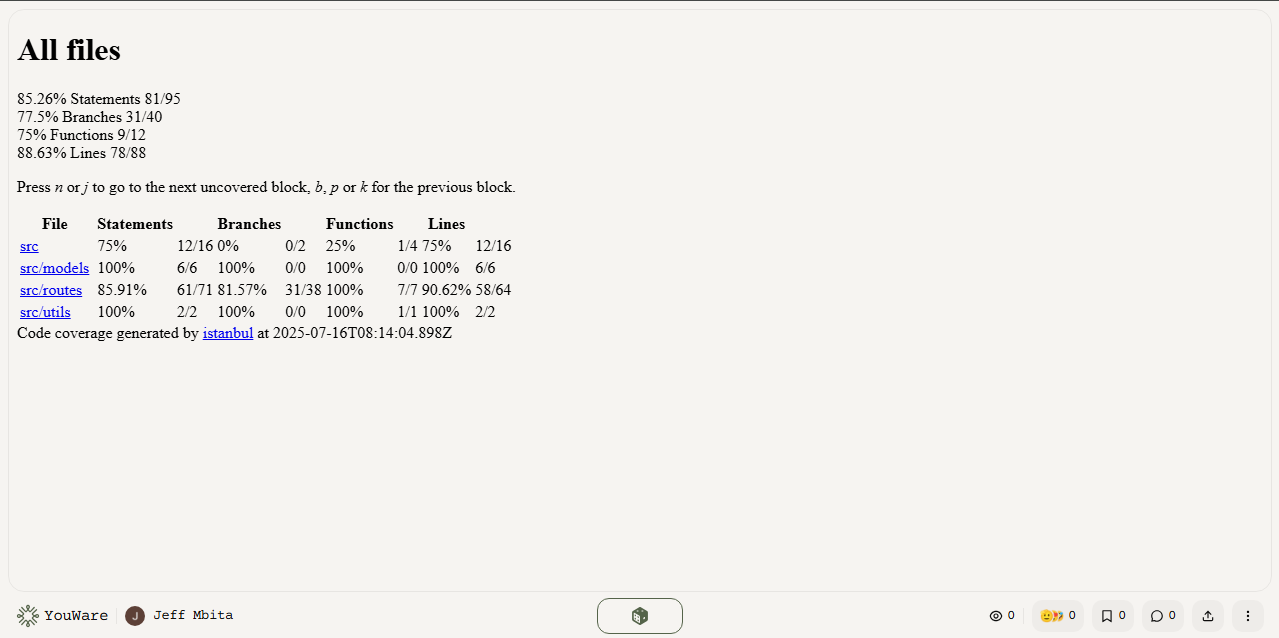 All files
85.26% Statements 81/95
77.5% Branches 31/40
75% Functions 9/12
88.63% Lines 78/88
Press n or j to go to the next uncovered block, b, p or k for the previous block.
File Statements Branches Functions Lines
src 75% 12/16 0% 0/2 25% 1/4 75% 12/16
src/models 100% 6/6 100% 0/0 100% 0/0 100% 6/6
src/routes 85.91% 61/71 81.57% 31/38 100% 7/7 90.62% 58/64
src/utils 100% 2/2 100% 0/0 100% 1/1 100% 2/2
Code coverage generated by istanbul at 2025-07-16T08:14:04.898Z
YouWare J Jeff Mbita 0 0 0 0